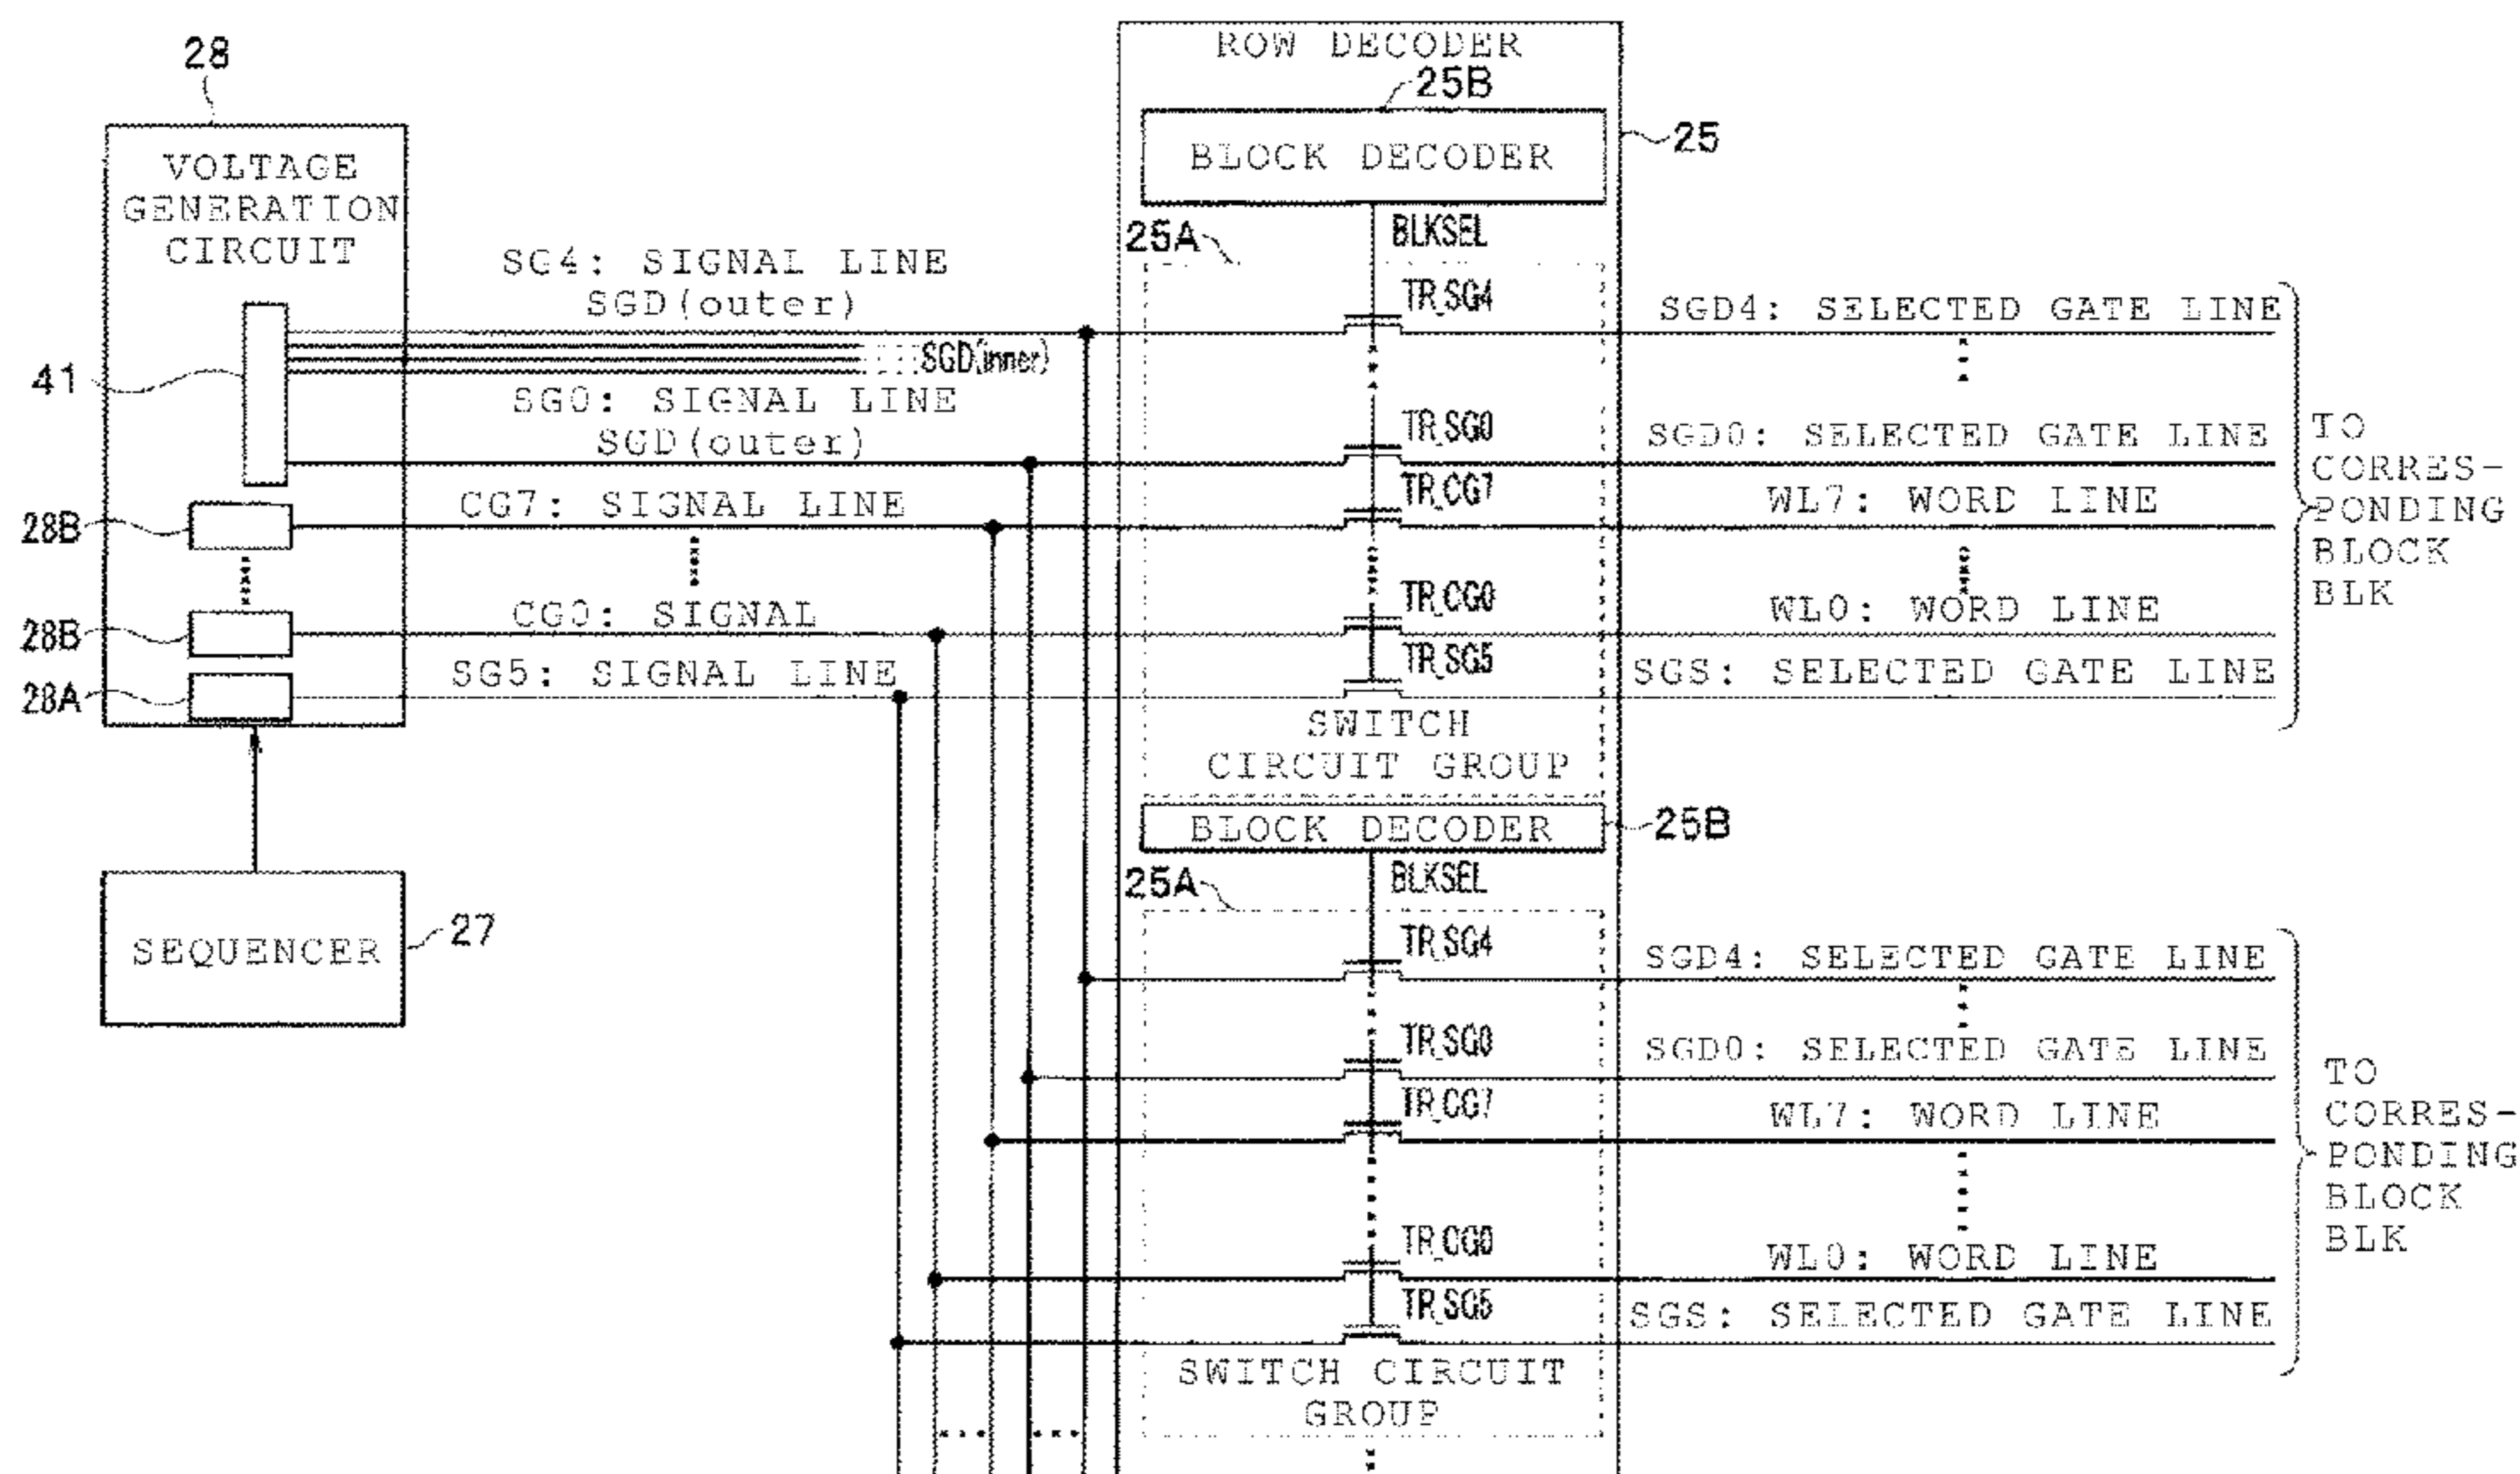 28
VOLTAGE
GENERATION
CIRCUIT
41
28B
28B
28A
SEQUENCER
27
SG4: SIGNAL LINE
SGD(outer)
SGD(inner)
SG0: SIGNAL LINE
SGD(outer)
CG7: SIGNAL LINE
CG0: SIGNAL
SG5: SIGNAL LINE
ROW DECODER
25B
BLOCK DECODER
25
25A
BLKSEL
TR_SG4
SGD4: SELECTED GATE LINE
TR_SG0
SGD0: SELECTED GATE LINE
TR_CG7
WL7: WORD LINE
TR_CG0
WL0: WORD LINE
TR_SG5
SGS: SELECTED GATE LINE
SWITCH
CIRCUIT GROUP
TO
CORRES-
PONDING
BLOCK
BLK
BLOCK DECODER
25B
25A
BLKSEL
TR_SG4
SGD4: SELECTED GATE LINE
TR_SG0
SGD0: SELECTED GATE LINE
TR_CG7
WL7: WORD LINE
TR_CG0
WL0: WORD LINE
TR_SG5
SGS: SELECTED GATE LINE
SWITCH CIRCUIT
GROUP
TO
CORRES-
PONDING
BLOCK
BLK